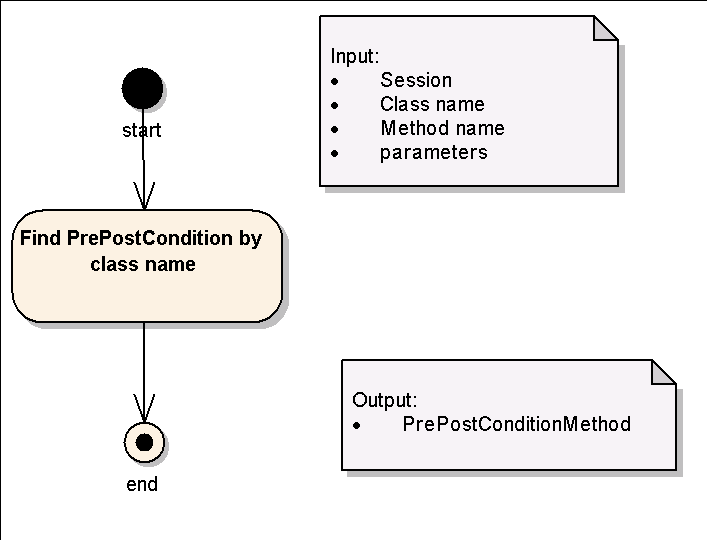 Input:
• Session
• Class name
• Method name
• parameters
start
Find PrePostCondition by
class name
Output:
• PrePostConditionMethod
end